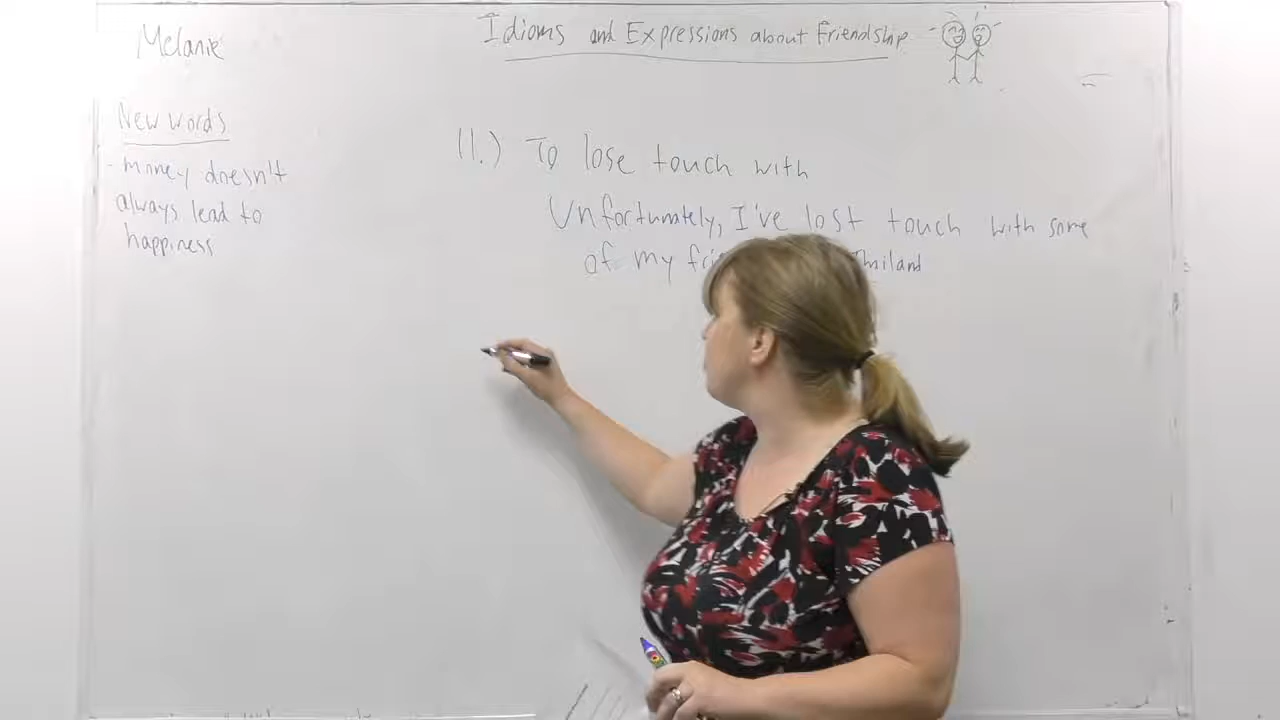 Melanie
Idioms and Expressions about Friendship
New words
- money doesn't
always lead to
happiness
11.) To lose touch with
Unfortunately, I've lost touch with some
of my